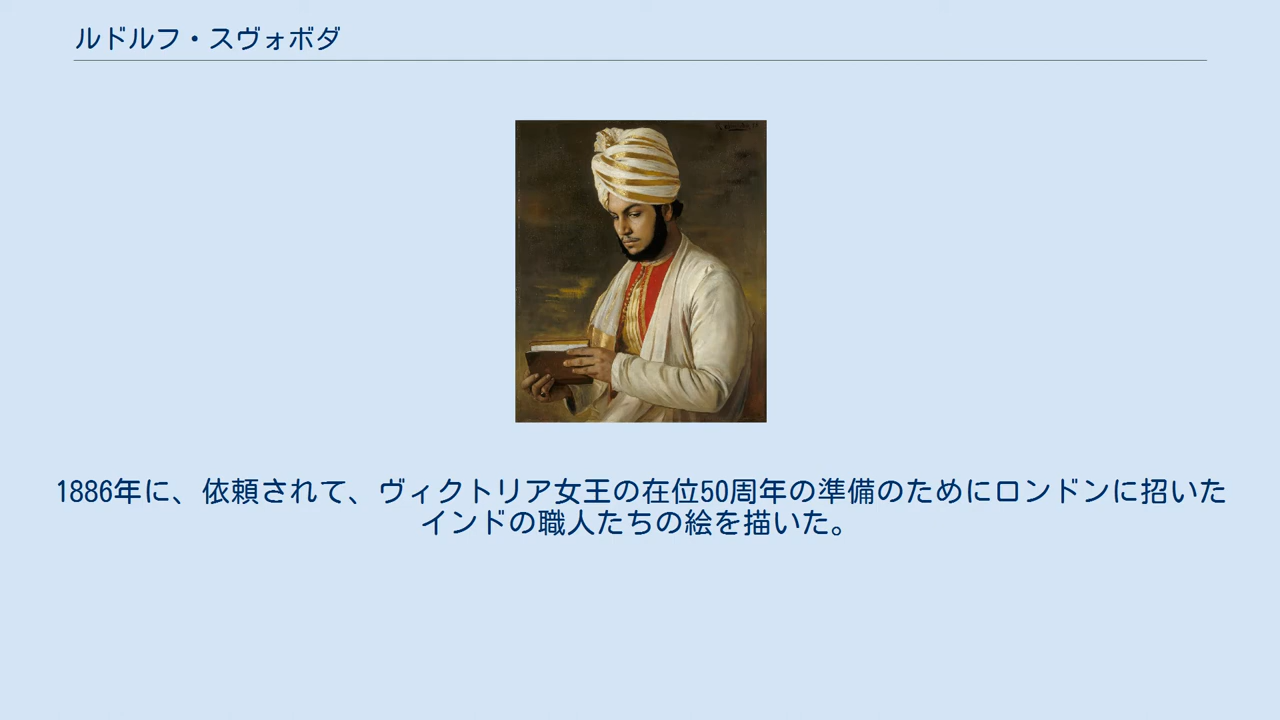 ルドルフ・スヴォボダ
1886年に、依頼されて、ヴィクトリア女王の在位50周年の準備のためにロンドンに招いた
インドの職人たちの絵を描いた。